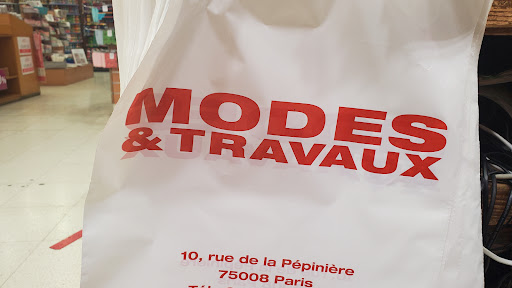 MODES
& TRAVAUX
10, rue de la Pépinière
75008 Paris